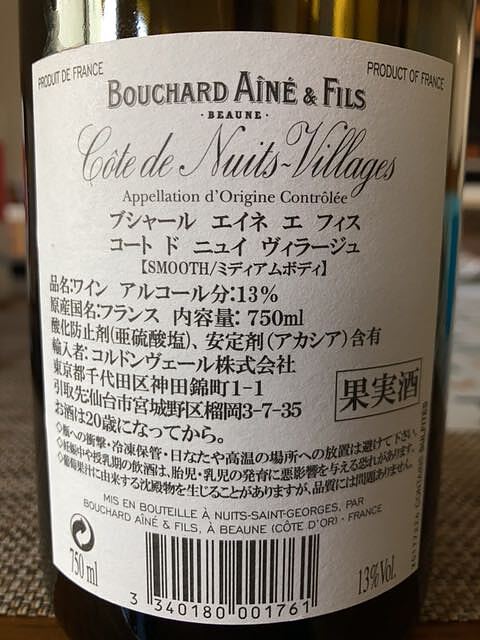 PRODUIT DE FRANCE
PRODUCT OF FRANCE
BOUCHARD AÎNÉ & FILS
· BEAUNE ·
Côte de Nuits~Villages
Appellation d'Origine Contrôlée
ブシャール エイネ エ フィス
コート ド ニュイ ヴィラージュ
【SMOOTH/ミディアムボディ】
品名:ワイン アルコール分:13%
原産国名:フランス 内容量: 750ml
酸化防止剤(亜硫酸塩)、安定剤(アカシア)含有
輸入者: コルドンヴェール株式会社
東京都千代田区神田錦町1-1
引取先:仙台市宮城野区榴岡3-7-35
果実酒
お酒は20歳になってから。
◇瓶への衝撃・冷凍保管・日なたや高温の場所への放置は避けて下さい。
◇妊娠中や授乳期の飲酒は、胎児・乳児の発育に悪影響を与える恐れがあります。
◇葡萄果汁に由来する沈殿物を生じることがありますが、品質には問題ありません。
MIS EN BOUTEILLE À NUITS-SAINT-GEORGES, PAR
BOUCHARD AÎNÉ & FILS, À BEAUNE (CÔTE D'OR) · FRANCE
CONTAINS SULFITES
750 ml
13% Vol.
3 340180 001761